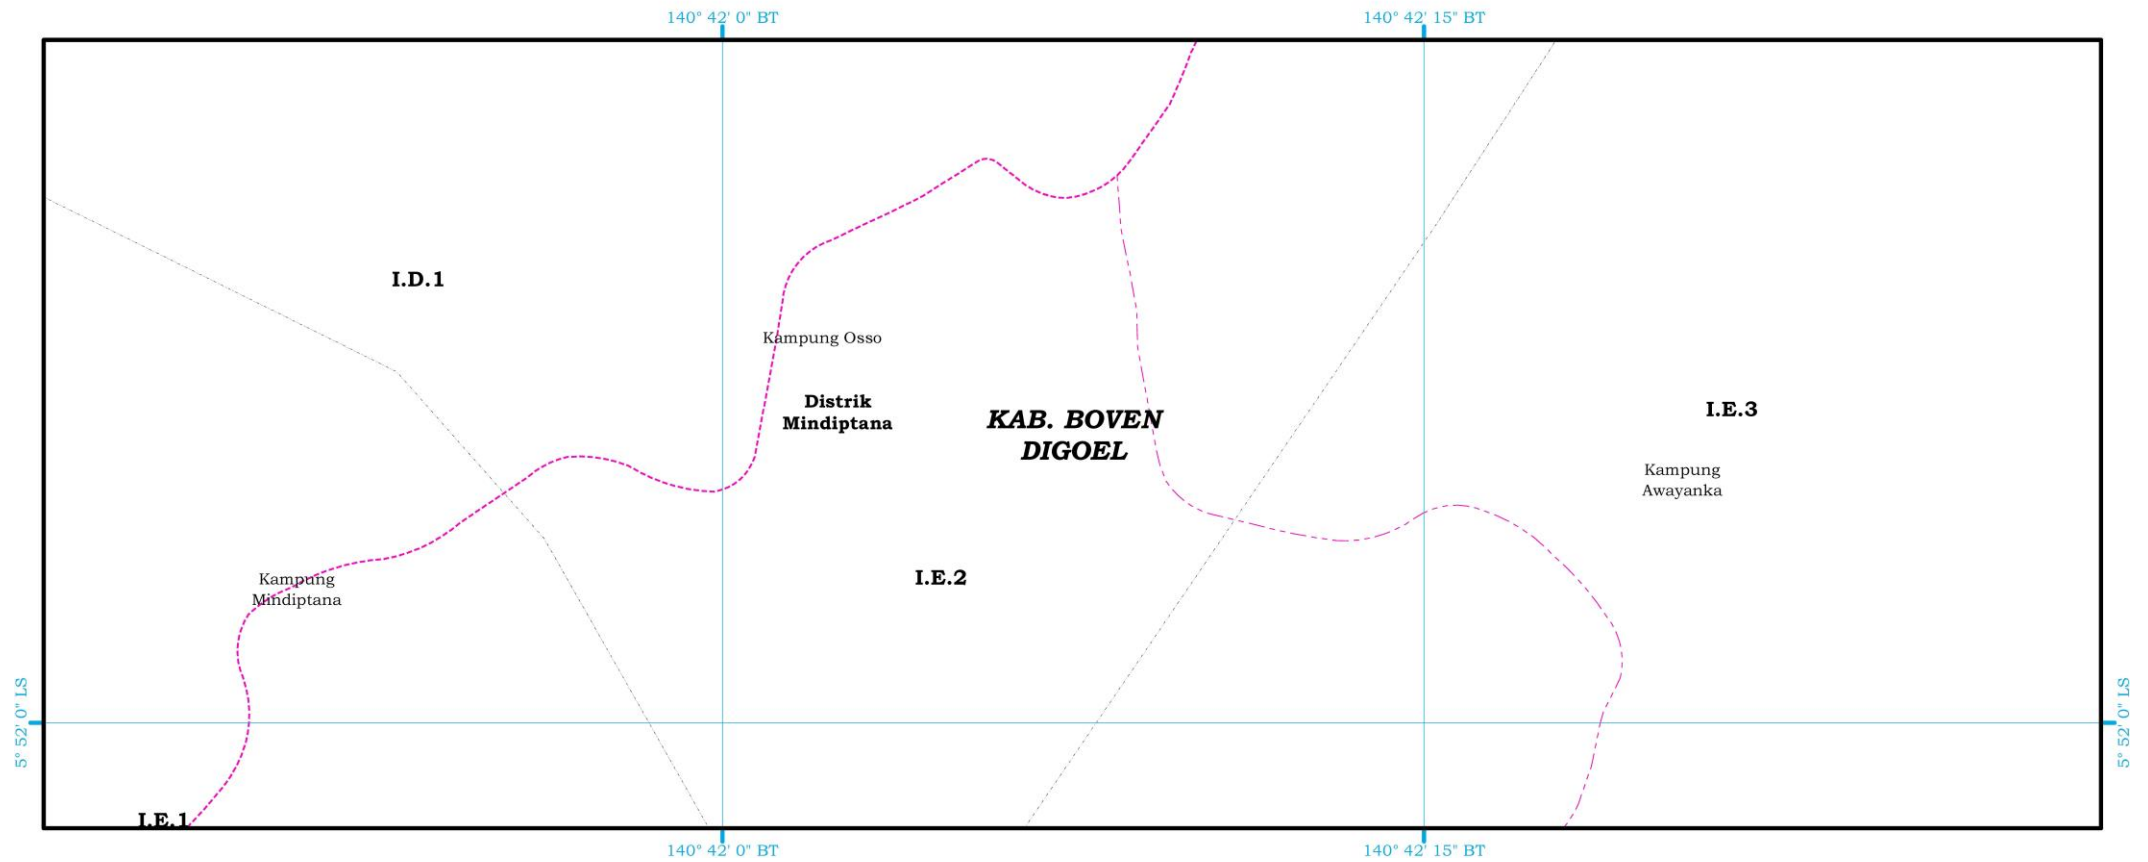 140° 42' 0" BT
140° 42' 15" BT
I.D.1
Kampung Osso
Distrik
Mindiptana
KAB. BOVEN
DIGOEL
I.E.3
Kampung
Awayanka
I.E.2
Kampung
Mindiptana
5° 52' 0" LS
5° 52' 0" LS
I.E.1
140° 42' 0" BT
140° 42' 15" BT